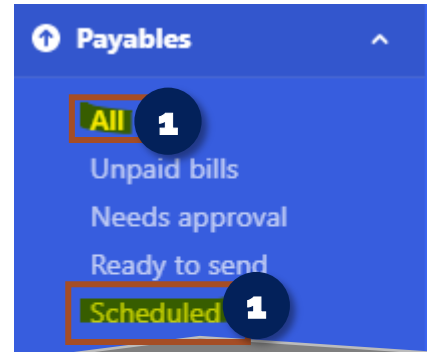 Payables
All 1
Unpaid bills
Needs approval
Ready to send
Scheduled 1